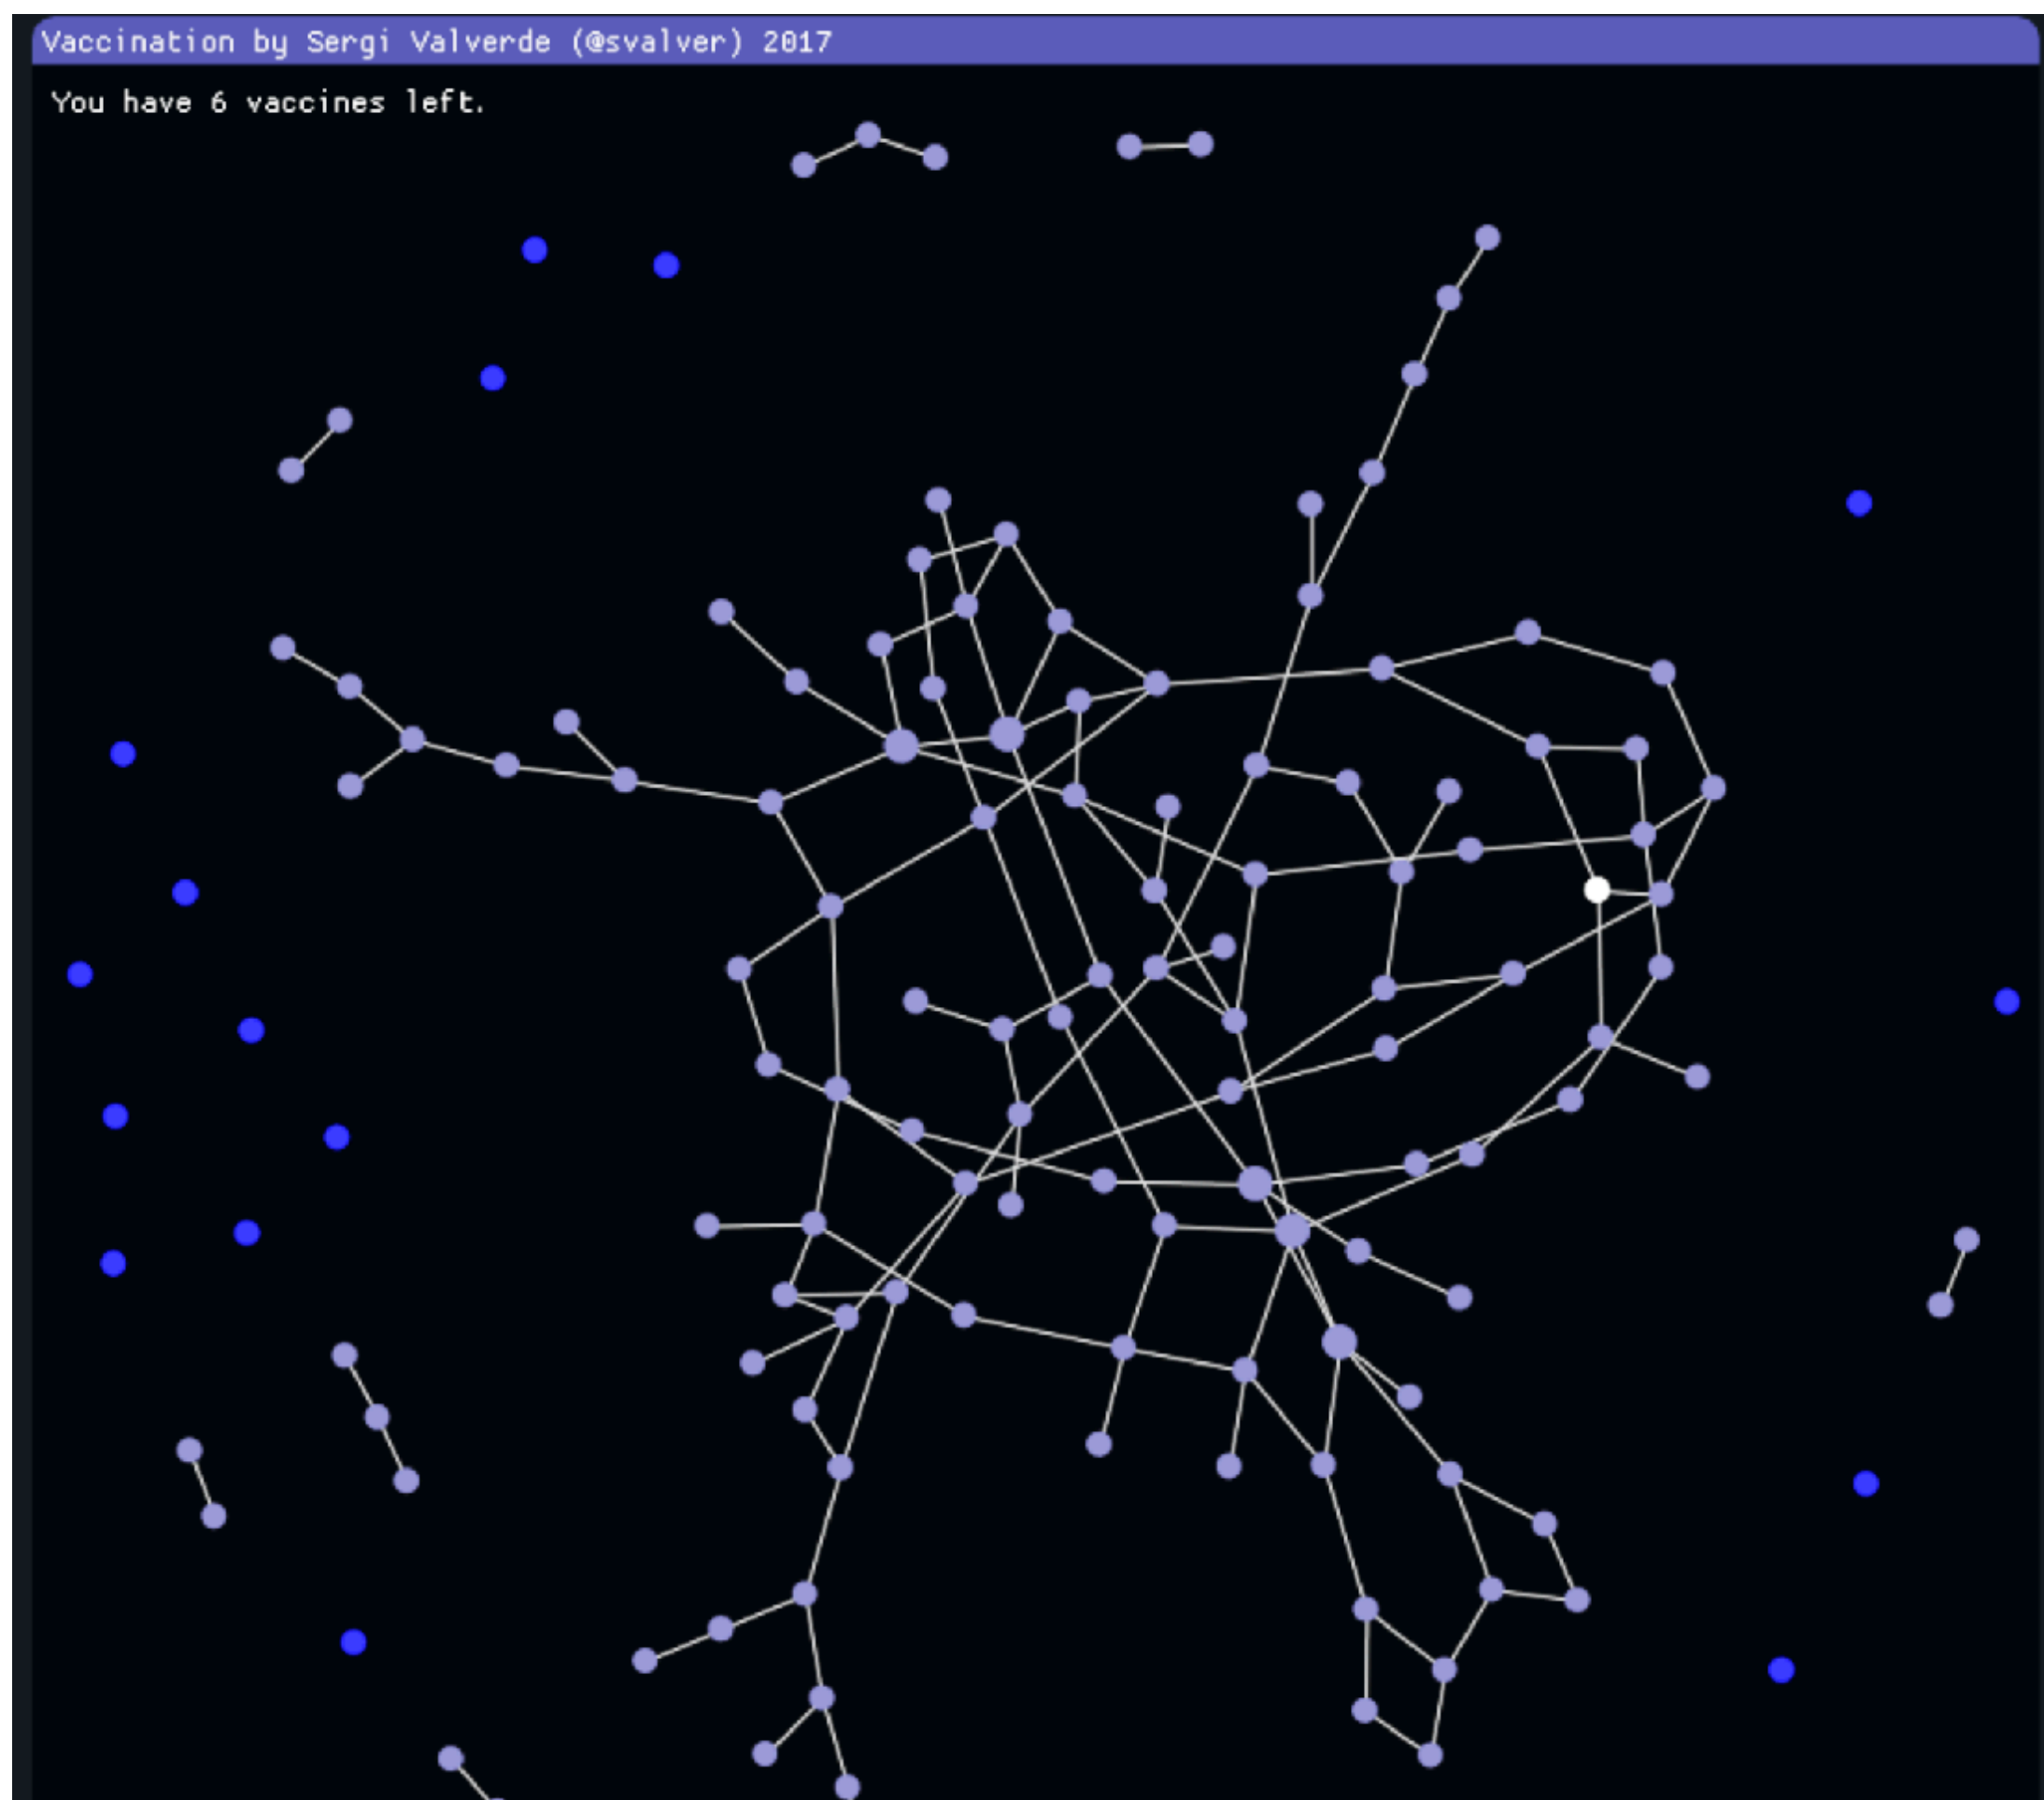 Vaccination by Sergi Valverde (@svalver) 2017
You have 6 vaccines left.